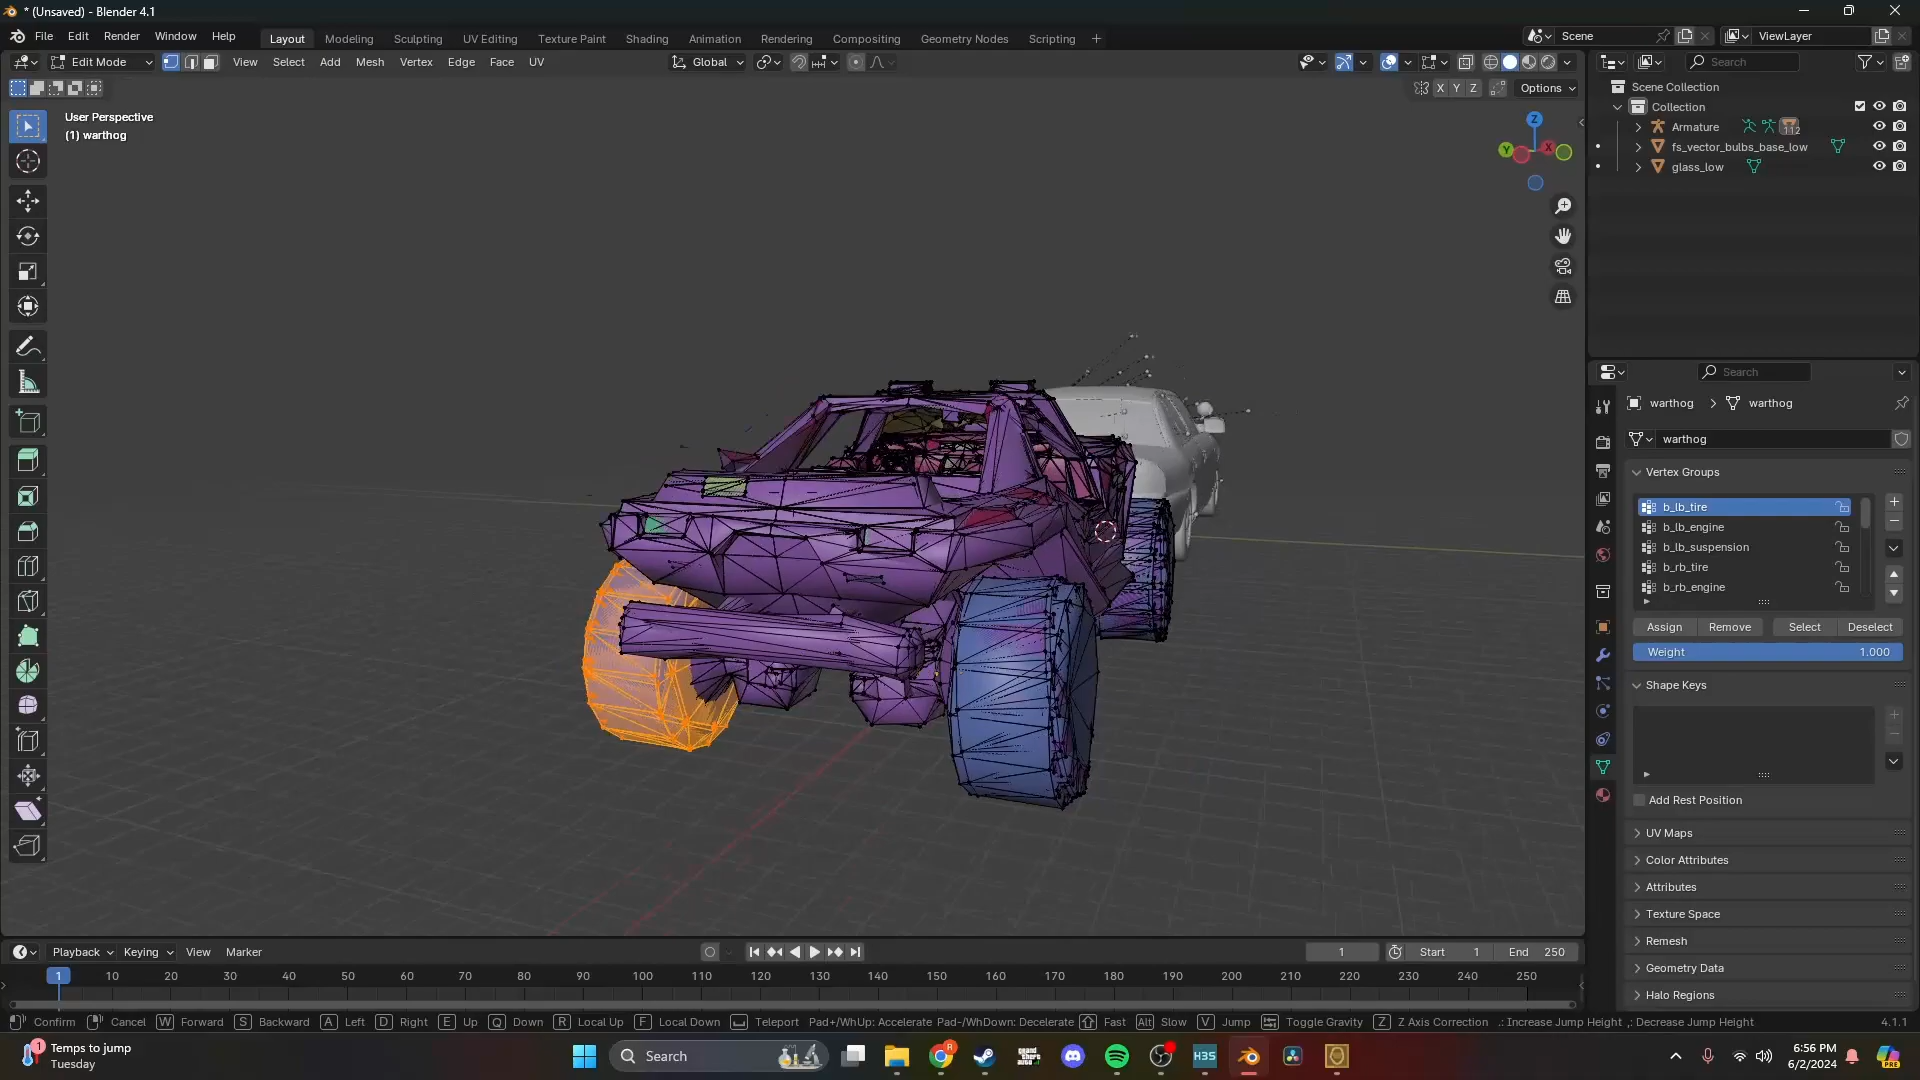 * (Unsaved) - Blender 4.1
File Edit Render Window Help
Layout Modeling Sculpting UV Editing Texture Paint Shading Animation Rendering Compositing Geometry Nodes Scripting +
Scene
ViewLayer
Edit Mode View Select Add Mesh Vertex Edge Face UV
Global
Search
X Y Z Options
User Perspective
(1) warthog
Z
Y
X
Scene Collection
Collection
Armature 112
fs_vector_bulbs_base_low
glass_low
Search
warthog > warthog
warthog
Vertex Groups
b_lb_tire
b_lb_engine
b_lb_suspension
b_rb_tire
b_rb_engine
Assign Remove Select Deselect
Weight 1.000
Shape Keys
Add Rest Position
UV Maps
Color Attributes
Attributes
Texture Space
Remesh
Geometry Data
Halo Regions
Playback Keying View Marker
1 Start 1 End 250
1 10 20 30 40 50 60 70 80 90 100 110 120 130 140 150 160 170 180 190 200 210 220 230 240 250
Confirm Cancel W Forward S Backward A Left D Right E Up Q Down R Local Up F Local Down Teleport Pad+/WhUp: Accelerate Pad-/WhDown: Decelerate Fast Alt Slow V Jump Toggle Gravity Z Z Axis Correction .: Increase Jump Height ,: Decrease Jump Height 4.1.1
1
Temps to jump
Tuesday
Search
R
H3S
6:56 PM
6/2/2024
PRE